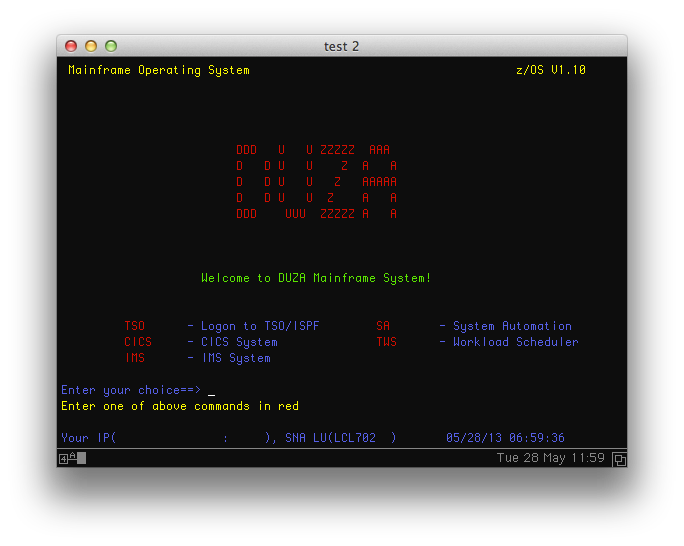 test 2
Mainframe Operating System z/OS V1.10
DDD U U ZZZZZ AAA
D D U U Z A A
D D U U Z AAAAA
D D U U Z A A
DDD UUU ZZZZZ A A
Welcome to DUZA Mainframe System!
TSO - Logon to TSO/ISPF SA - System Automation
CICS - CICS System TWS - Workload Scheduler
IMS - IMS System
Enter your choice==> _
Enter one of above commands in red
Your IP( : ), SNA LU(LCL702 ) 05/28/13 06:59:36
4 A Tue 28 May 11:59